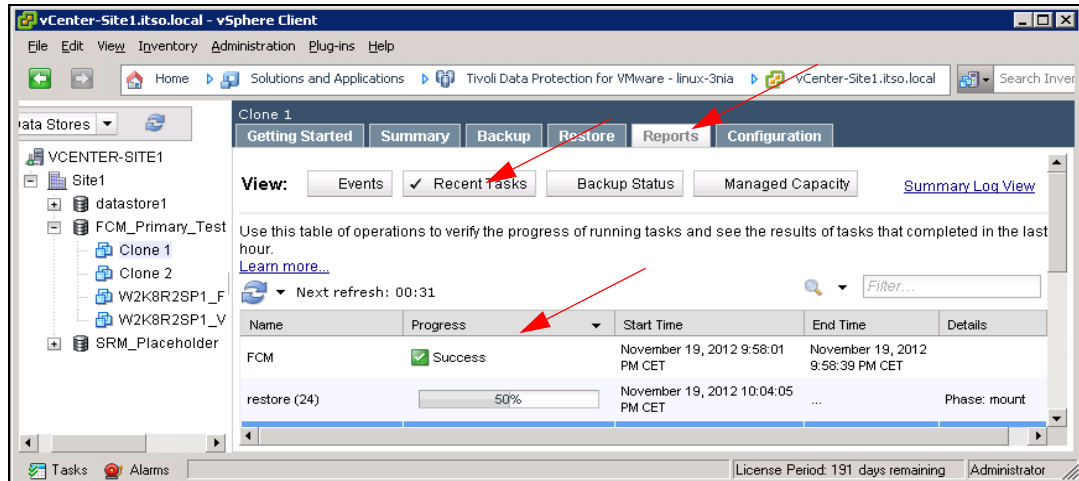 vCenter-Site1.itso.local - vSphere Client
File Edit View Inventory Administration Plug-ins Help
Home Solutions and Applications Tivoli Data Protection for VMware - linux-3nia vCenter-Site1.itso.local Search Inver
ata Stores
VCENTER-SITE1
Site1
datastore1
FCM_Primary_Test
Clone 1
Clone 2
W2K8R2SP1_F
W2K8R2SP1_V
SRM_Placeholder
Clone 1
Getting Started Summary Backup Restore Reports Configuration
View: Events ✓ Recent Tasks Backup Status Managed Capacity Summary Log View
Use this table of operations to verify the progress of running tasks and see the results of tasks that completed in the last
hour.
Learn more...
Next refresh: 00:31 Filter...
Name Progress Start Time End Time Details
FCM Success November 19, 2012 9:58:01 PM CET November 19, 2012 9:58:39 PM CET
restore (24) 50% November 19, 2012 10:04:05 PM CET ... Phase: mount
Tasks Alarms License Period: 191 days remaining Administrator